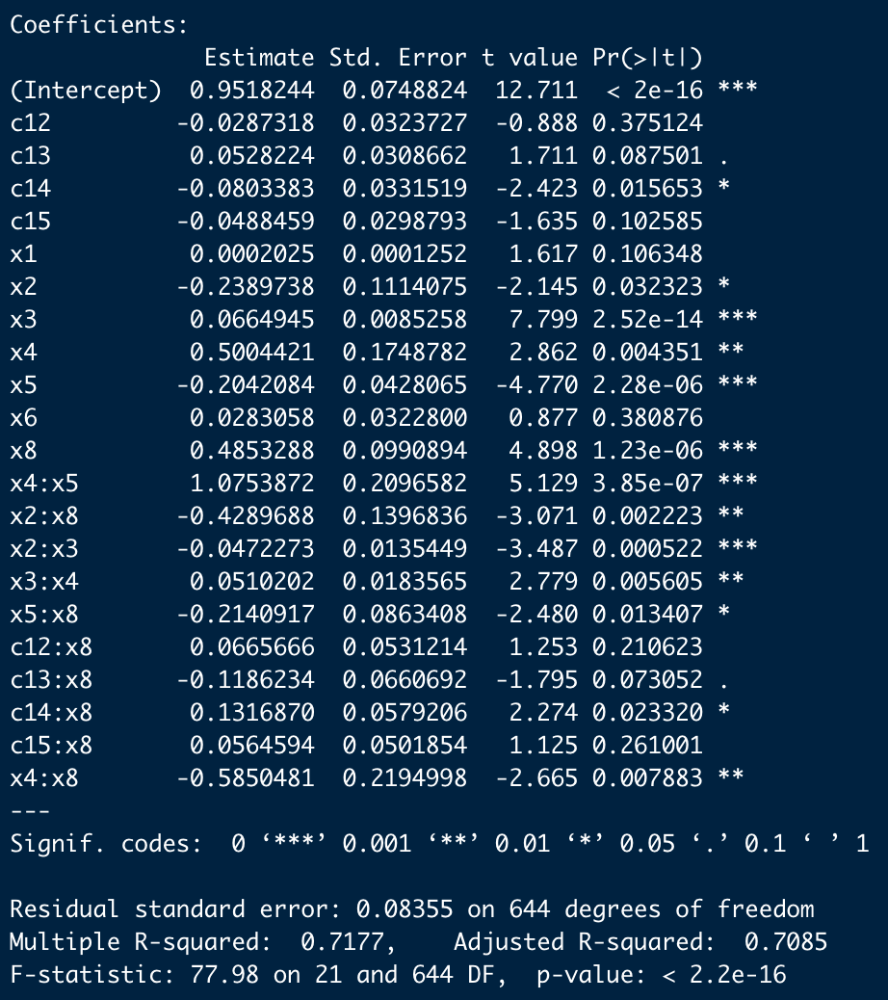 Coefficients:
              Estimate Std. Error t value Pr(>|t|)
(Intercept)  0.9518244  0.0748824  12.711  < 2e-16 ***
c12         -0.0287318  0.0323727  -0.888 0.375124
c13          0.0528224  0.0308662   1.711 0.087501 .
c14         -0.0803383  0.0331519  -2.423 0.015653 *
c15         -0.0488459  0.0298793  -1.635 0.102585
x1           0.0002025  0.0001252   1.617 0.106348
x2          -0.2389738  0.1114075  -2.145 0.032323 *
x3           0.0664945  0.0085258   7.799 2.52e-14 ***
x4           0.5004421  0.1748782   2.862 0.004351 **
x5          -0.2042084  0.0428065  -4.770 2.28e-06 ***
x6           0.0283058  0.0322800   0.877 0.380876
x8           0.4853288  0.0990894   4.898 1.23e-06 ***
x4:x5        1.0753872  0.2096582   5.129 3.85e-07 ***
x2:x8       -0.4289688  0.1396836  -3.071 0.002223 **
x2:x3       -0.0472273  0.0135449  -3.487 0.000522 ***
x3:x4        0.0510202  0.0183565   2.779 0.005605 **
x5:x8       -0.2140917  0.0863408  -2.480 0.013407 *
c12:x8       0.0665666  0.0531214   1.253 0.210623
c13:x8      -0.1186234  0.0660692  -1.795 0.073052 .
c14:x8       0.1316870  0.0579206   2.274 0.023320 *
c15:x8       0.0564594  0.0501854   1.125 0.261001
x4:x8       -0.5850481  0.2194998  -2.665 0.007883 **
---
Signif. codes:  0 ‘***’ 0.001 ‘**’ 0.01 ‘*’ 0.05 ‘.’ 0.1 ‘ ’ 1
Residual standard error: 0.08355 on 644 degrees of freedom
Multiple R-squared:  0.7177,    Adjusted R-squared:  0.7085
F-statistic: 77.98 on 21 and 644 DF,  p-value: < 2.2e-16